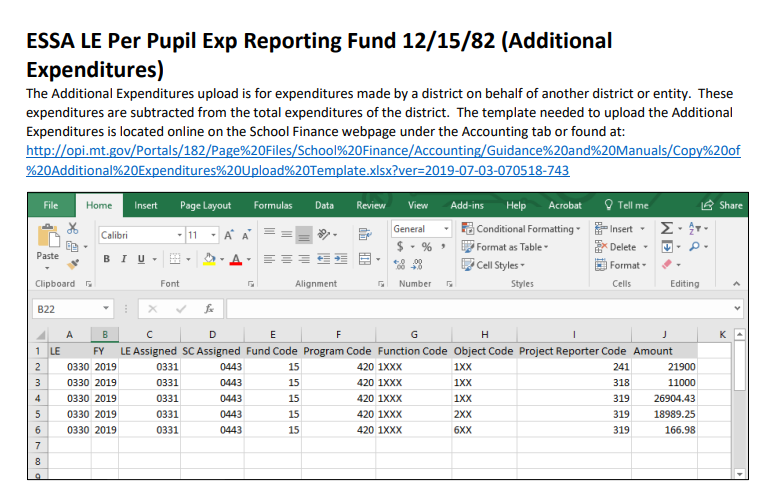 ESSA LE Per Pupil Exp Reporting Fund 12/15/82 (Additional
Expenditures)
The Additional Expenditures upload is for expenditures made by a district on behalf of another district or entity. These
expenditures are subtracted from the total expenditures of the district. The template needed to upload the Additional
Expenditures is located online on the School Finance webpage under the Accounting tab or found at:
http://opi.mt.gov/Portals/182/Page%20Files/School%20Finance/Accounting/Guidance%20and%20Manuals/Copy%20of
%20Additional%20Expenditures%20Upload%20Template.xlsx?ver=2019-07-03-070518-743
File Home Insert Page Layout Formulas Data Review View Add-ins Help Acrobat Tell me Share
Calibri 11 A A General Conditional Formatting Insert Σ
Paste B I U A $ % , Format as Table Delete
Cell Styles Format
Clipboard Font Alignment Number Styles Cells Editing
B22 fx
A B C D E F G H I J K
1 LE FY LE Assigned SC Assigned Fund Code Program Code Function Code Object Code Project Reporter Code Amount
2 0330 2019 0331 0443 15 420 1XXX 1XX 241 21900
3 0330 2019 0331 0443 15 420 1XXX 1XX 318 11000
4 0330 2019 0331 0443 15 420 1XXX 1XX 319 26904.43
5 0330 2019 0331 0443 15 420 1XXX 2XX 319 18989.25
6 0330 2019 0331 0443 15 420 1XXX 6XX 319 166.98
7
8
9